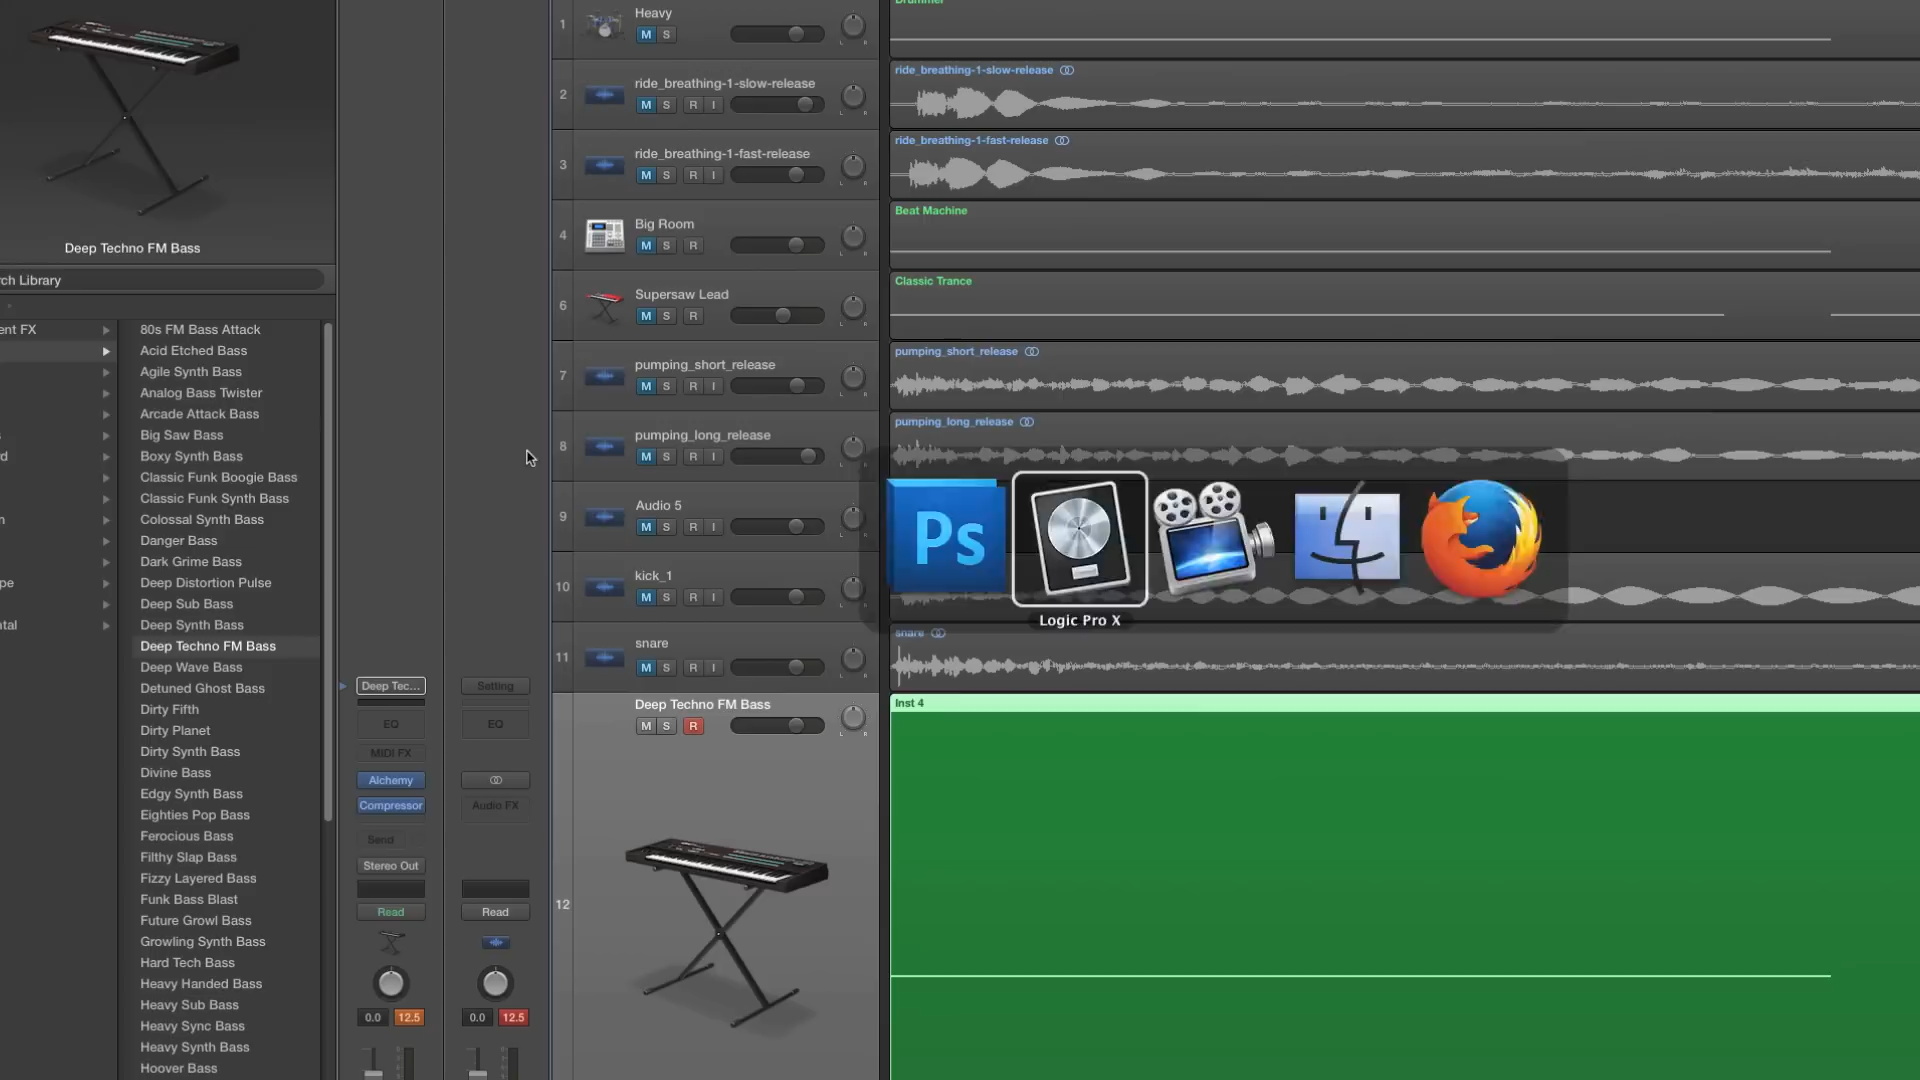 Deep Techno FM Bass
rch Library
ent FX
d
n
pe
ntal
80s FM Bass Attack
Acid Etched Bass
Agile Synth Bass
Analog Bass Twister
Arcade Attack Bass
Big Saw Bass
Boxy Synth Bass
Classic Funk Boogie Bass
Classic Funk Synth Bass
Colossal Synth Bass
Danger Bass
Dark Grime Bass
Deep Distortion Pulse
Deep Sub Bass
Deep Synth Bass
Deep Techno FM Bass
Deep Wave Bass
Detuned Ghost Bass
Dirty Fifth
Dirty Planet
Dirty Synth Bass
Divine Bass
Edgy Synth Bass
Eighties Pop Bass
Ferocious Bass
Filthy Slap Bass
Fizzy Layered Bass
Funk Bass Blast
Future Growl Bass
Growling Synth Bass
Hard Tech Bass
Heavy Handed Bass
Heavy Sub Bass
Heavy Sync Bass
Heavy Synth Bass
Hoover Bass
Deep Tec...
EQ
MIDI FX
Alchemy
Compressor
Send
Stereo Out
Read
0.0 12.5
Setting
EQ
Audio FX
Read
0.0 12.5
1 Heavy
M S
L R
2 ride_breathing-1-slow-release
M S R I
L R
3 ride_breathing-1-fast-release
M S R I
L R
4 Big Room
M S R
L R
6 Supersaw Lead
M S R
L R
7 pumping_short_release
M S R I
L R
8 pumping_long_release
M S R I
L R
9 Audio 5
M S R I
L R
10 kick_1
M S R I
L R
11 snare
M S R I
L R
12 Deep Techno FM Bass
M S R
L R
Drummer
ride_breathing-1-slow-release
ride_breathing-1-fast-release
Beat Machine
Classic Trance
pumping_short_release
pumping_long_release
Ps
Logic Pro X
snare
Inst 4